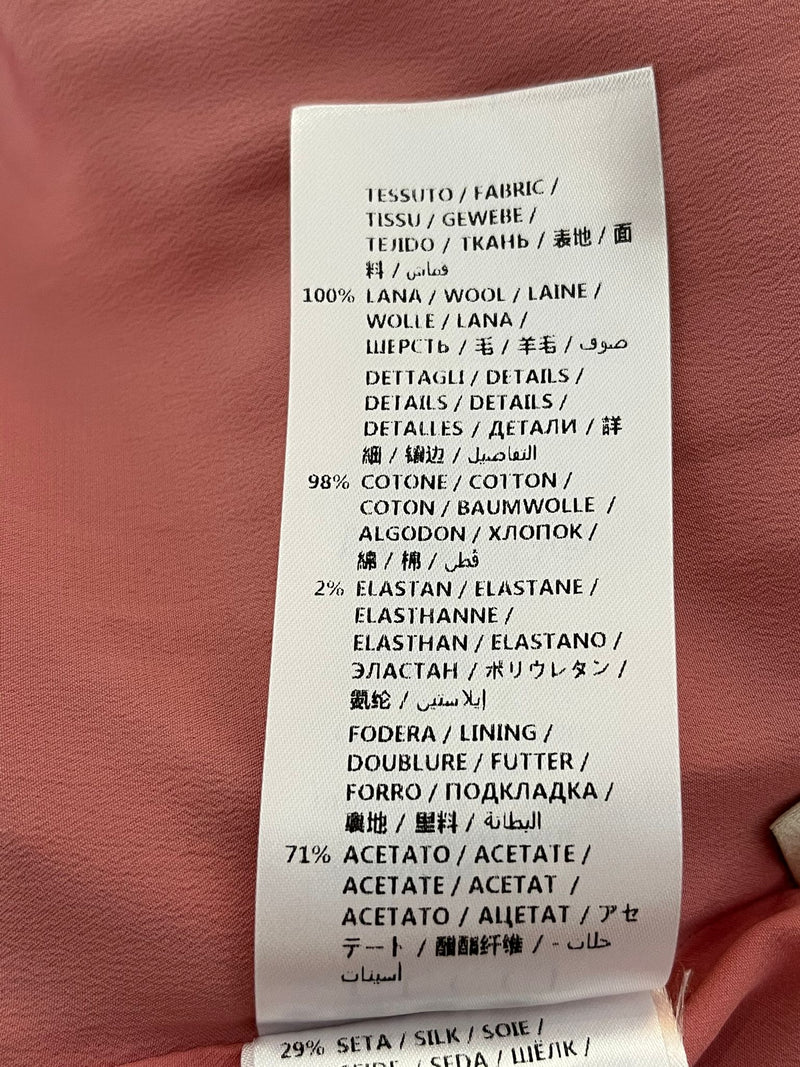 TESSUTO / FABRIC /
TISSU / GEWEBE /
TEJIDO / ТКАНЬ / 表地 / 面
料 / قماش
100% LANA / WOOL / LAINE /
WOLLE / LANA /
ШЕРСТЬ / 毛 / 羊毛 / صوف
DETTAGLI / DETAILS /
DETAILS / DETAILS /
DETALLES / ДЕТАЛИ / 詳
細 / 镶边 / التفاصيل
98% COTONE / COTTON /
COTON / BAUMWOLLE /
ALGODON / ХЛОПОК /
綿 / 棉 / قطن
2% ELASTAN / ELASTANE /
ELASTHANNE /
ELASTHAN / ELASTANO /
ЭЛАСТАН / ポリウレタン /
氨纶 / إيلاستين
FODERA / LINING /
DOUBLURE / FUTTER /
FORRO / ПОДКЛАДКА /
裏地 / 里料 / البطانة
71% ACETATO / ACETATE /
ACETATE / ACETAT /
ACETATO / АЦЕТАТ / アセ
テート / 醋酯纤维 / -
أسيتات
29% SETA / SILK / SOIE /
SEIDE / SEDA / ШЁЛК /